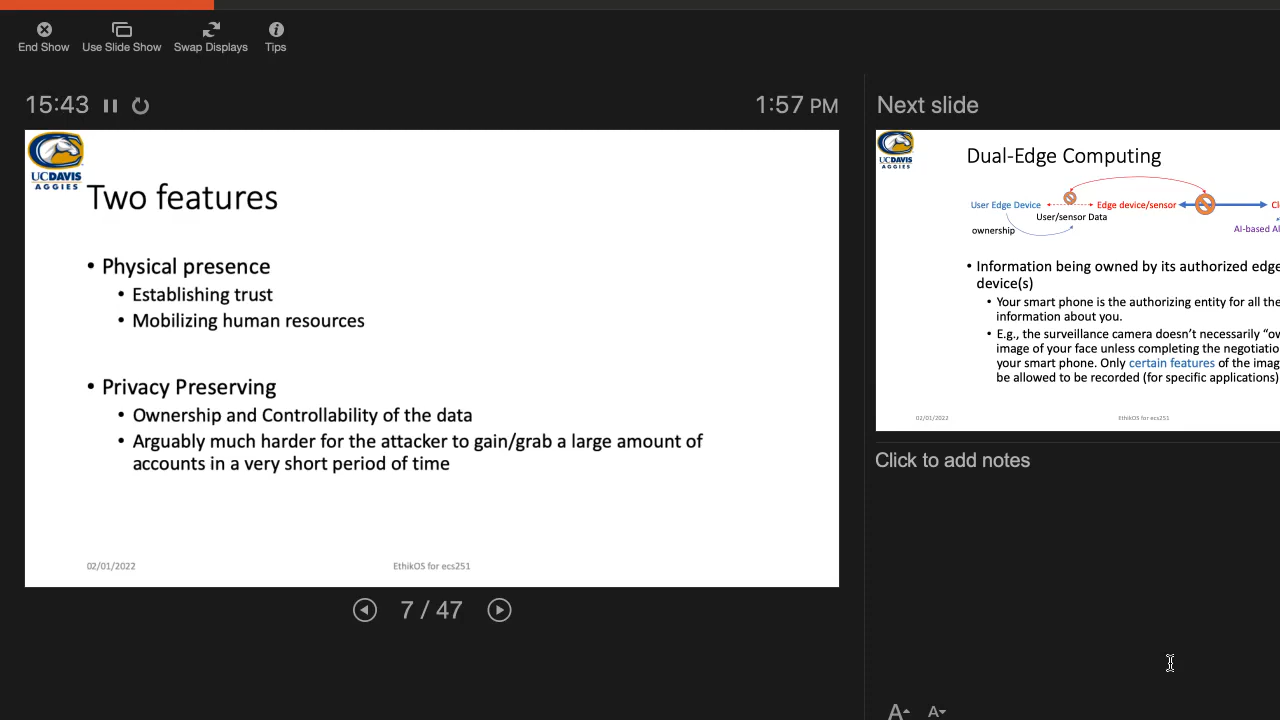 End Show
Use Slide Show
Swap Displays
Tips
15:43
1:57 PM
UCDAVIS
AGGIES
Two features
• Physical presence
• Establishing trust
• Mobilizing human resources
• Privacy Preserving
• Ownership and Controllability of the data
• Arguably much harder for the attacker to gain/grab a large amount of
accounts in a very short period of time
02/01/2022
EthikOS for ecs251
7 / 47
Next slide
UCDAVIS
AGGIES
Dual-Edge Computing
User Edge Device
Edge device/sensor
User/sensor Data
ownership
AI-based
• Information being owned by its authorized edge
device(s)
• Your smart phone is the authorizing entity for all the
information about you.
• E.g., the surveillance camera doesn't necessarily
image of your face unless completing the
your smart phone. Only certain features of the
be allowed to be recorded (for specific applications)
02/01/2022
EthikOS for ecs251
Click to add notes
A
A